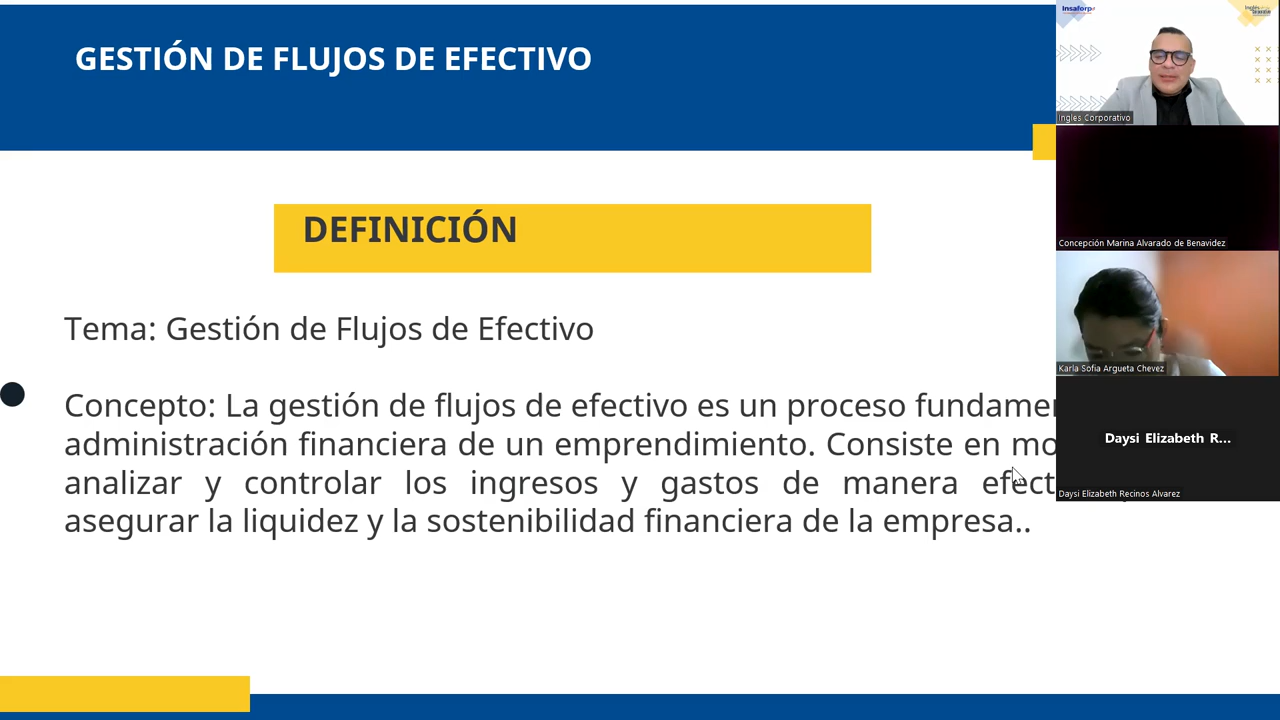 GESTIÓN DE FLUJOS DE EFECTIVO
DEFINICIÓN
Tema: Gestión de Flujos de Efectivo
Concepto: La gestión de flujos de efectivo es un proceso
administración financiera de un emprendimiento. Consiste en
analizar y controlar los ingresos y gastos de manera
asegurar la liquidez y la sostenibilidad financiera de la empresa..
Insaforp
Ingles Corporativo
Concepción Marina Alvarado de Benavidez
Karla Sofia Argueta Chevez
Daysi Elizabeth R...
Daysi Elizabeth Recinos Alvarez